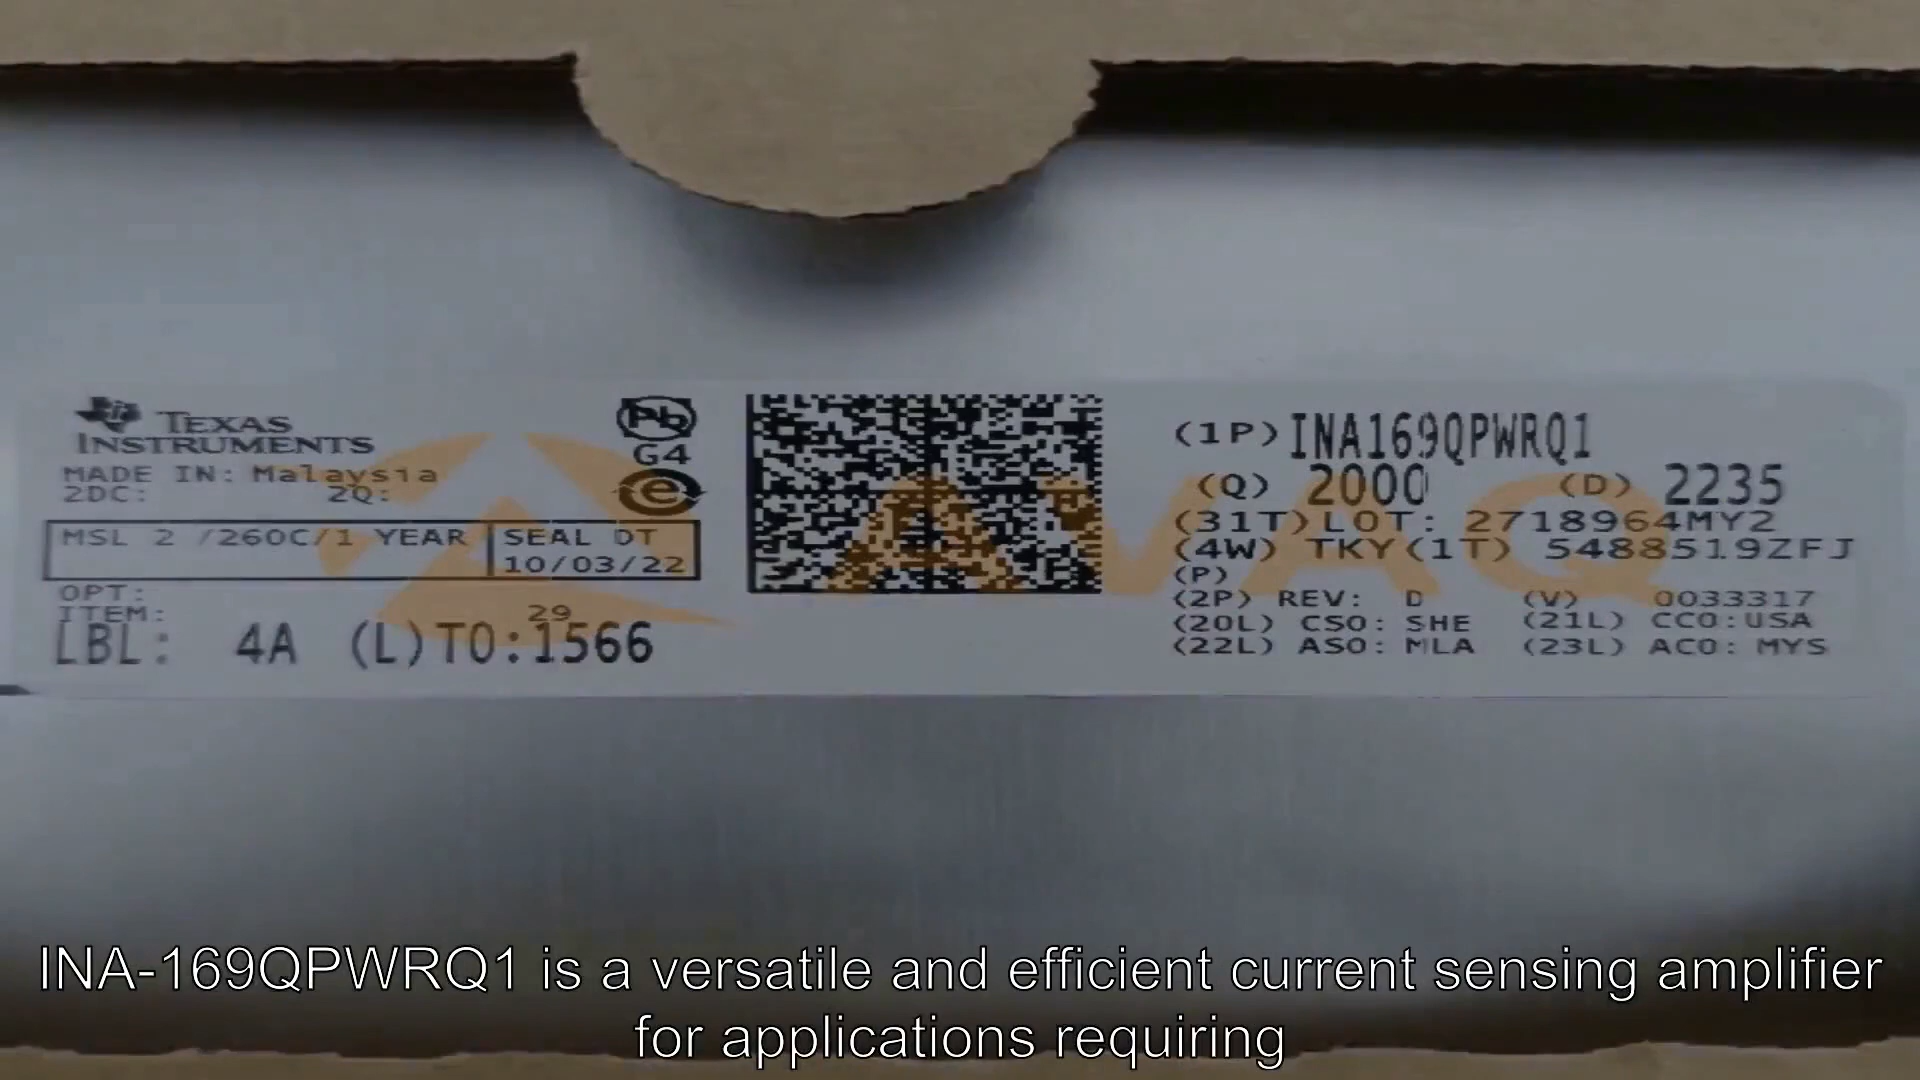 TEXAS
INSTRUMENTS
MADE IN: Malaysia
2DC: 2Q:
MSL 2 /260C/1 YEAR
SEAL DT
10/03/22
OPT:
ITEM: 29
LBL: 4A (L)TO:1566
Pb
G4
e
(1P) INA169QPWRQ1
(Q) 2000 (D) 2235
(31T)LOT: 2718964MY2
(4W) TKY(1T) 5488519ZFJ
(P)
(2P) REV: D (V) 0033317
(20L) CSO: SHE (21L) CCO:USA
(22L) ASO: MLA (23L) ACO: MYS
AVAQ
INA-169QPWRQ1 is a versatile and efficient current sensing amplifier
for applications requiring